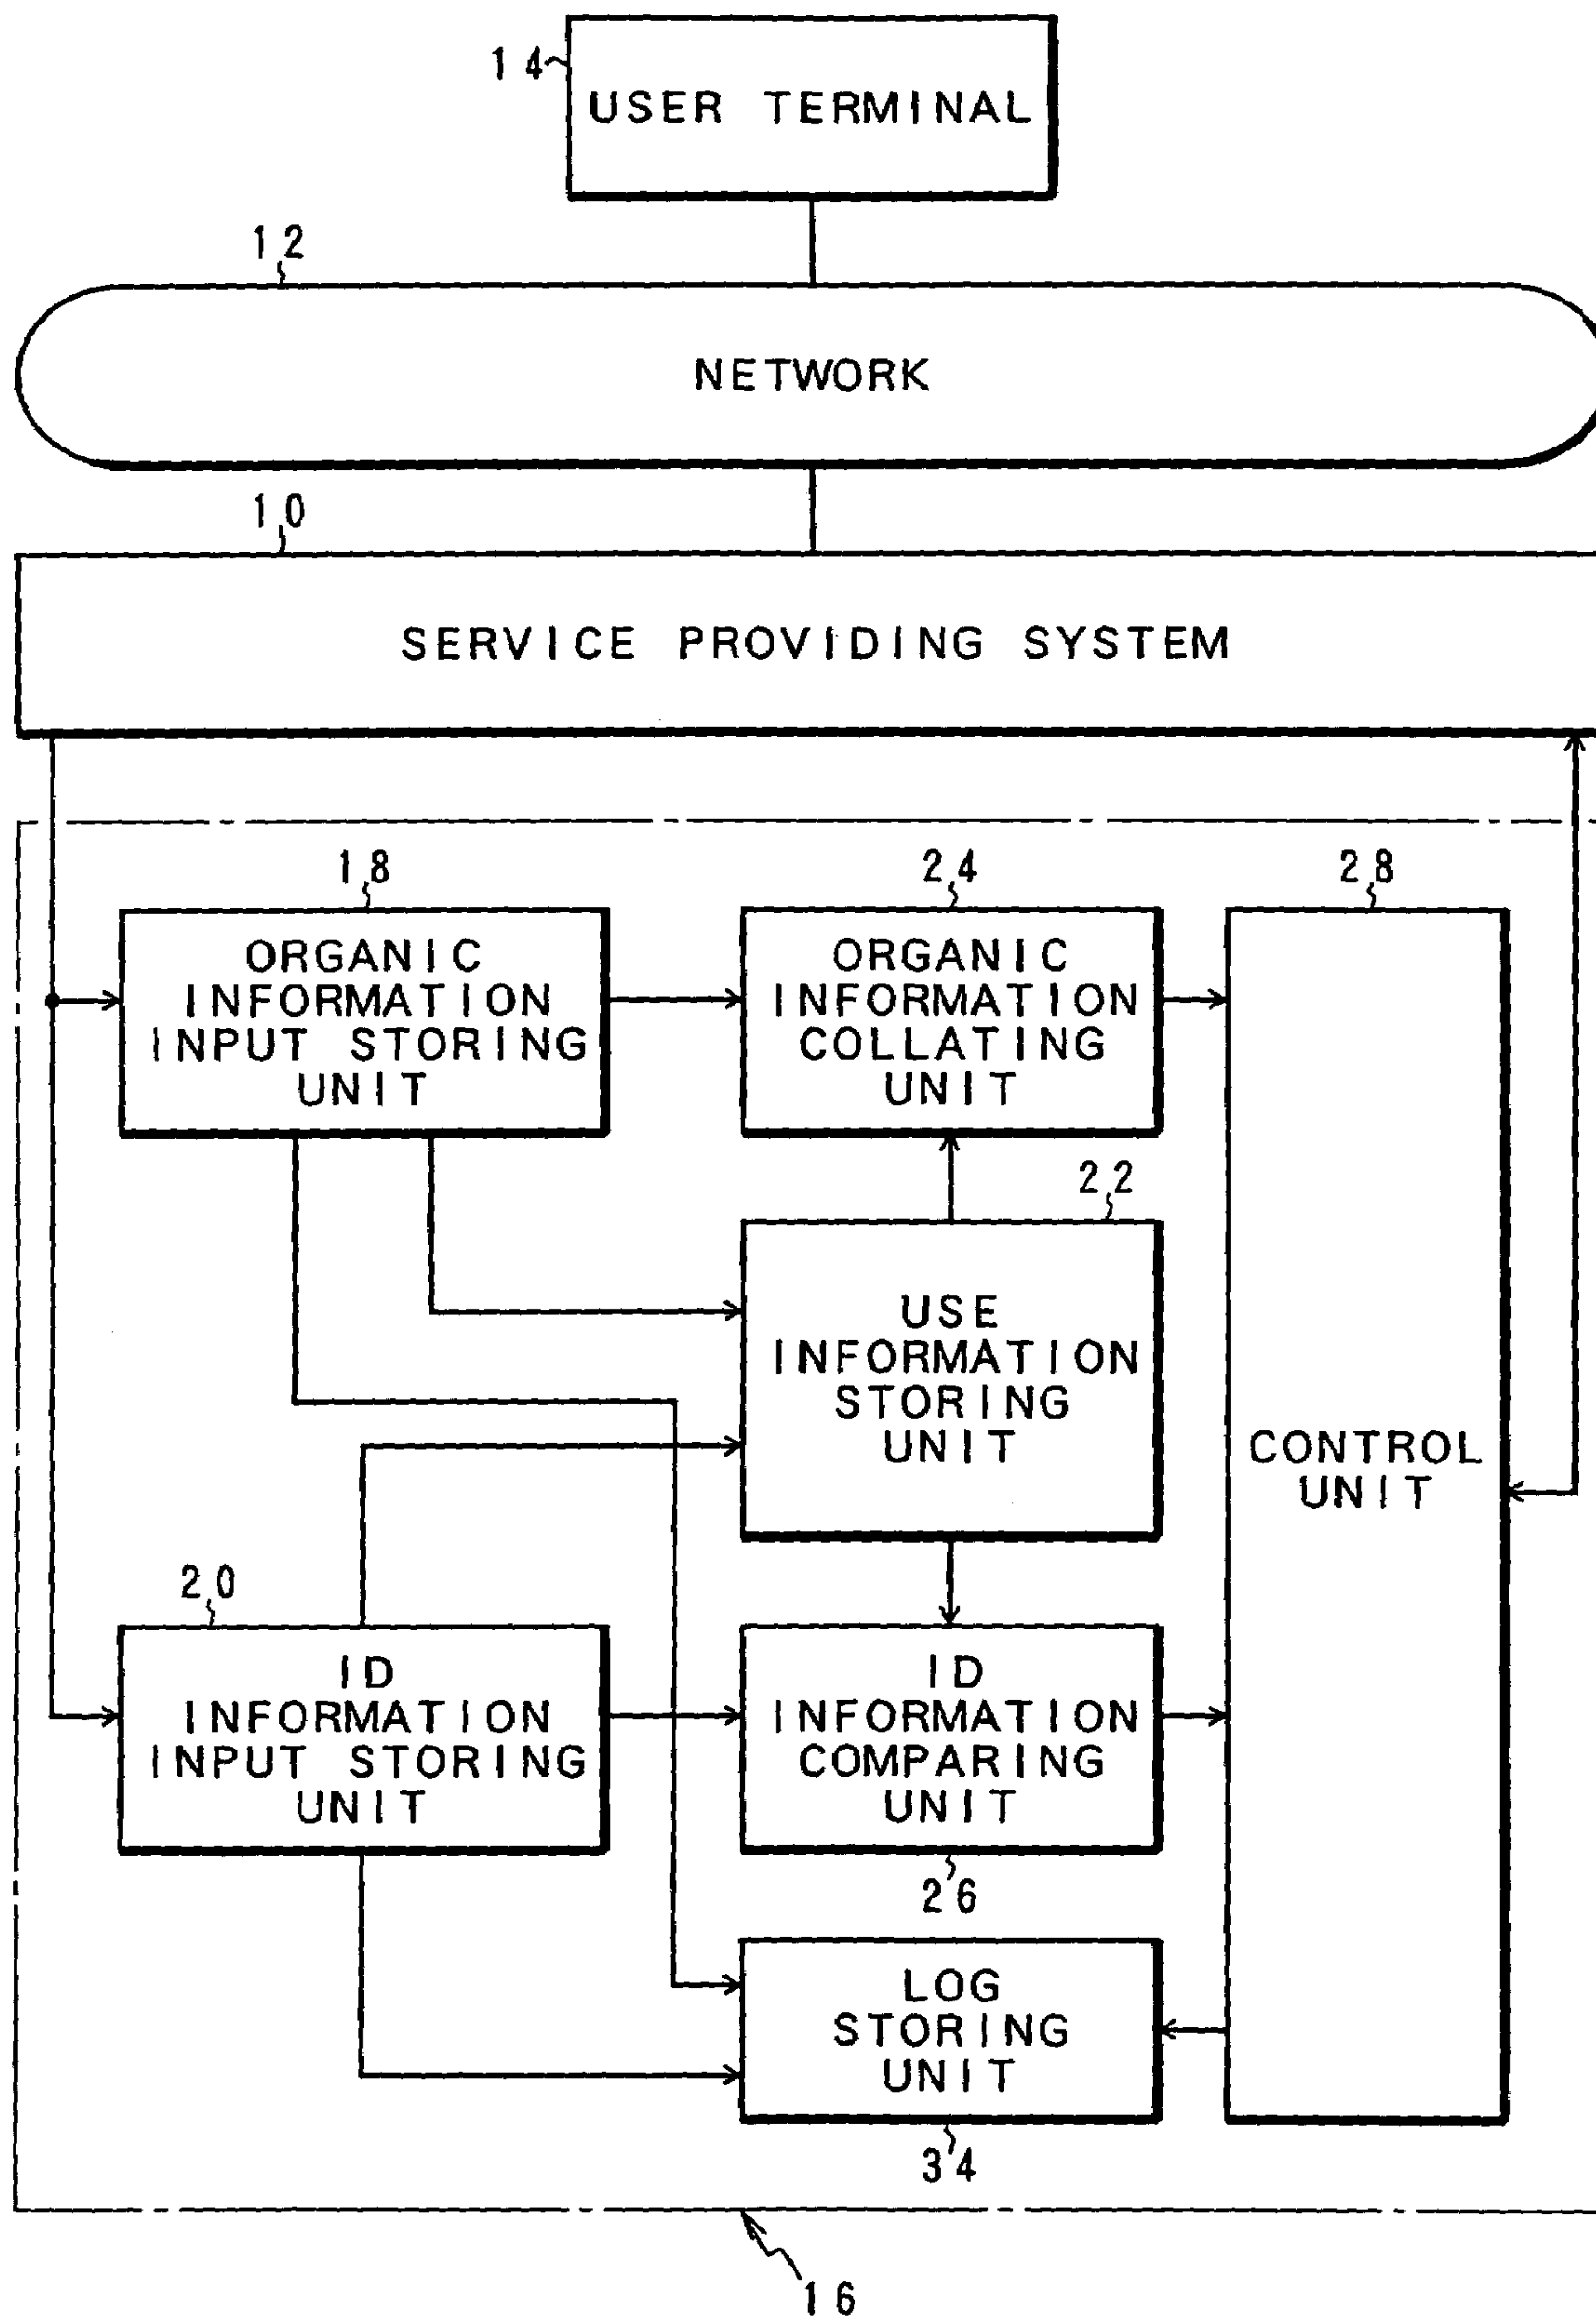 14
USER TERMINAL
12
NETWORK
10
SERVICE PROVIDING SYSTEM
18
ORGANIC
INFORMATION
INPUT STORING
UNIT
24
ORGANIC
INFORMATION
COLLATING
UNIT
28
CONTROL
UNIT
22
USE
INFORMATION
STORING
UNIT
20
ID
INFORMATION
INPUT STORING
UNIT
ID
INFORMATION
COMPARING
UNIT
26
LOG
STORING
UNIT
34
16